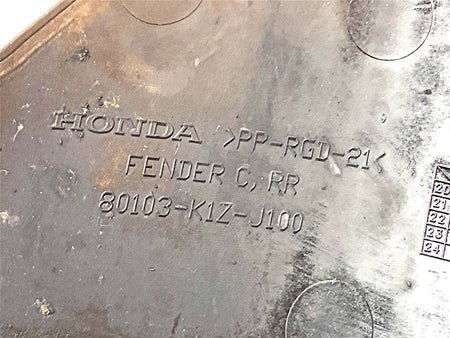 HONDA >PP-RGD-21<
FENDER C, RR
80103-K1Z-J100
20
21
22
23
24